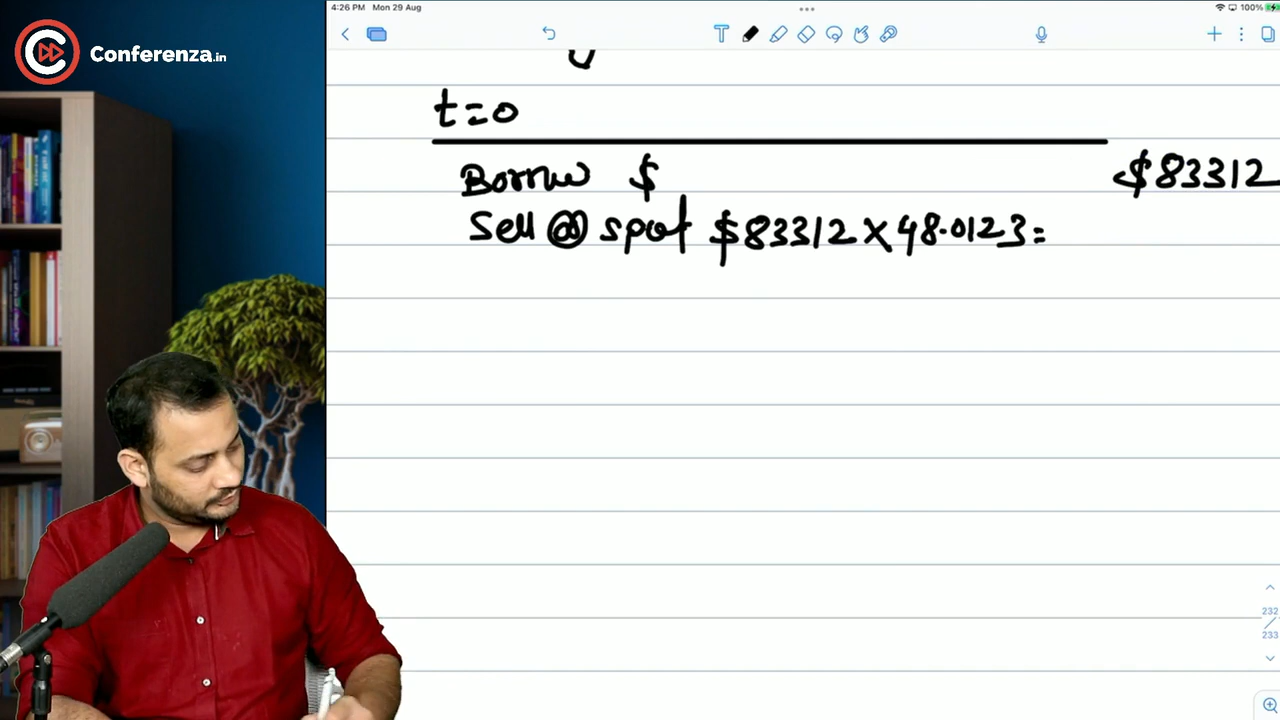 4:26 PM Mon 29 Aug 100%
Conferenza.in
t=0
Borrow $ $83312
Sell @ spot $83312×48.0123=
232
233